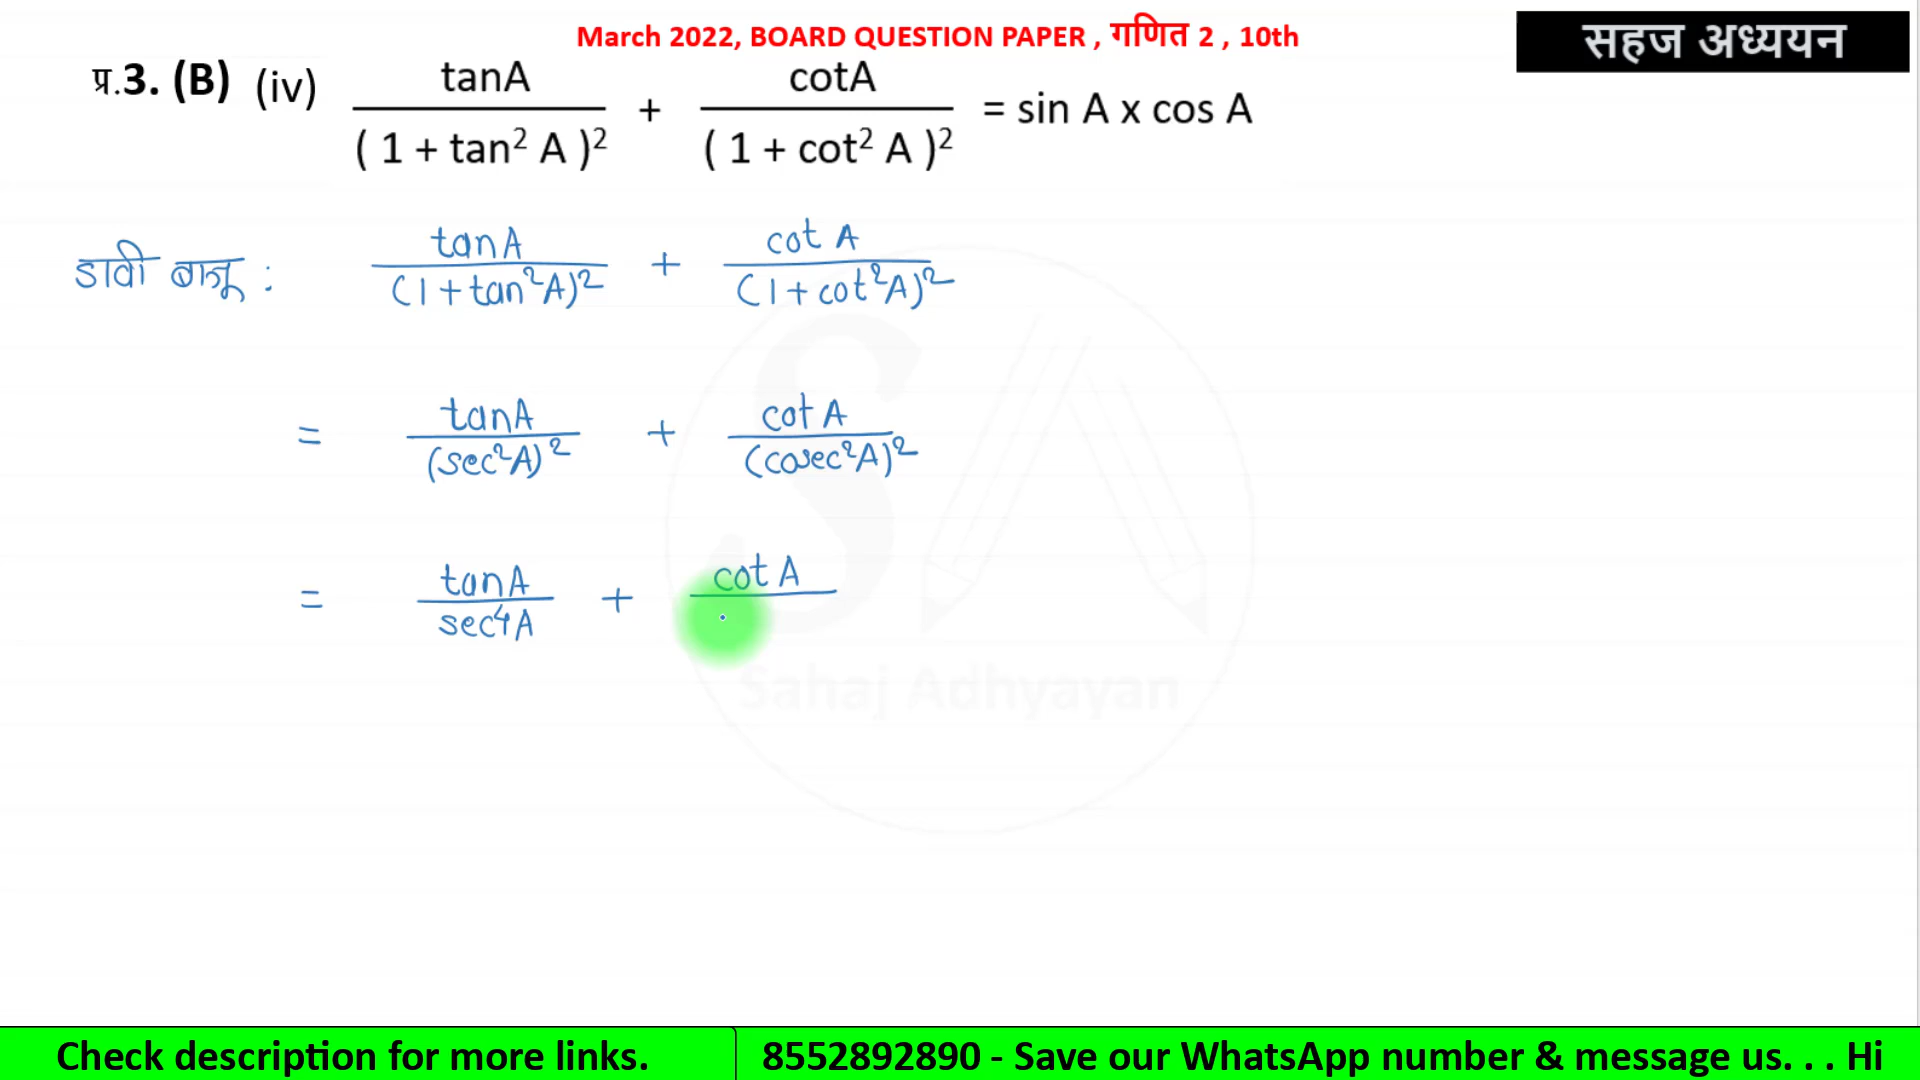 March 2022, BOARD QUESTION PAPER , गणित 2 , 10th
सहज अध्ययन
प्र.3. (B) (iv) tanA / ( 1 + tan² A )² + cotA / ( 1 + cot² A )² = sin A x cos A
डावी बाजू : tanA / (1 + tan²A)² + cot A / (1 + cot²A)²
= tanA / (sec²A)² + cot A / (cosec²A)²
= tanA / sec⁴A + cot A
Sahaj Adhyayan
Check description for more links.
8552892890 - Save our WhatsApp number & message us. . . Hi